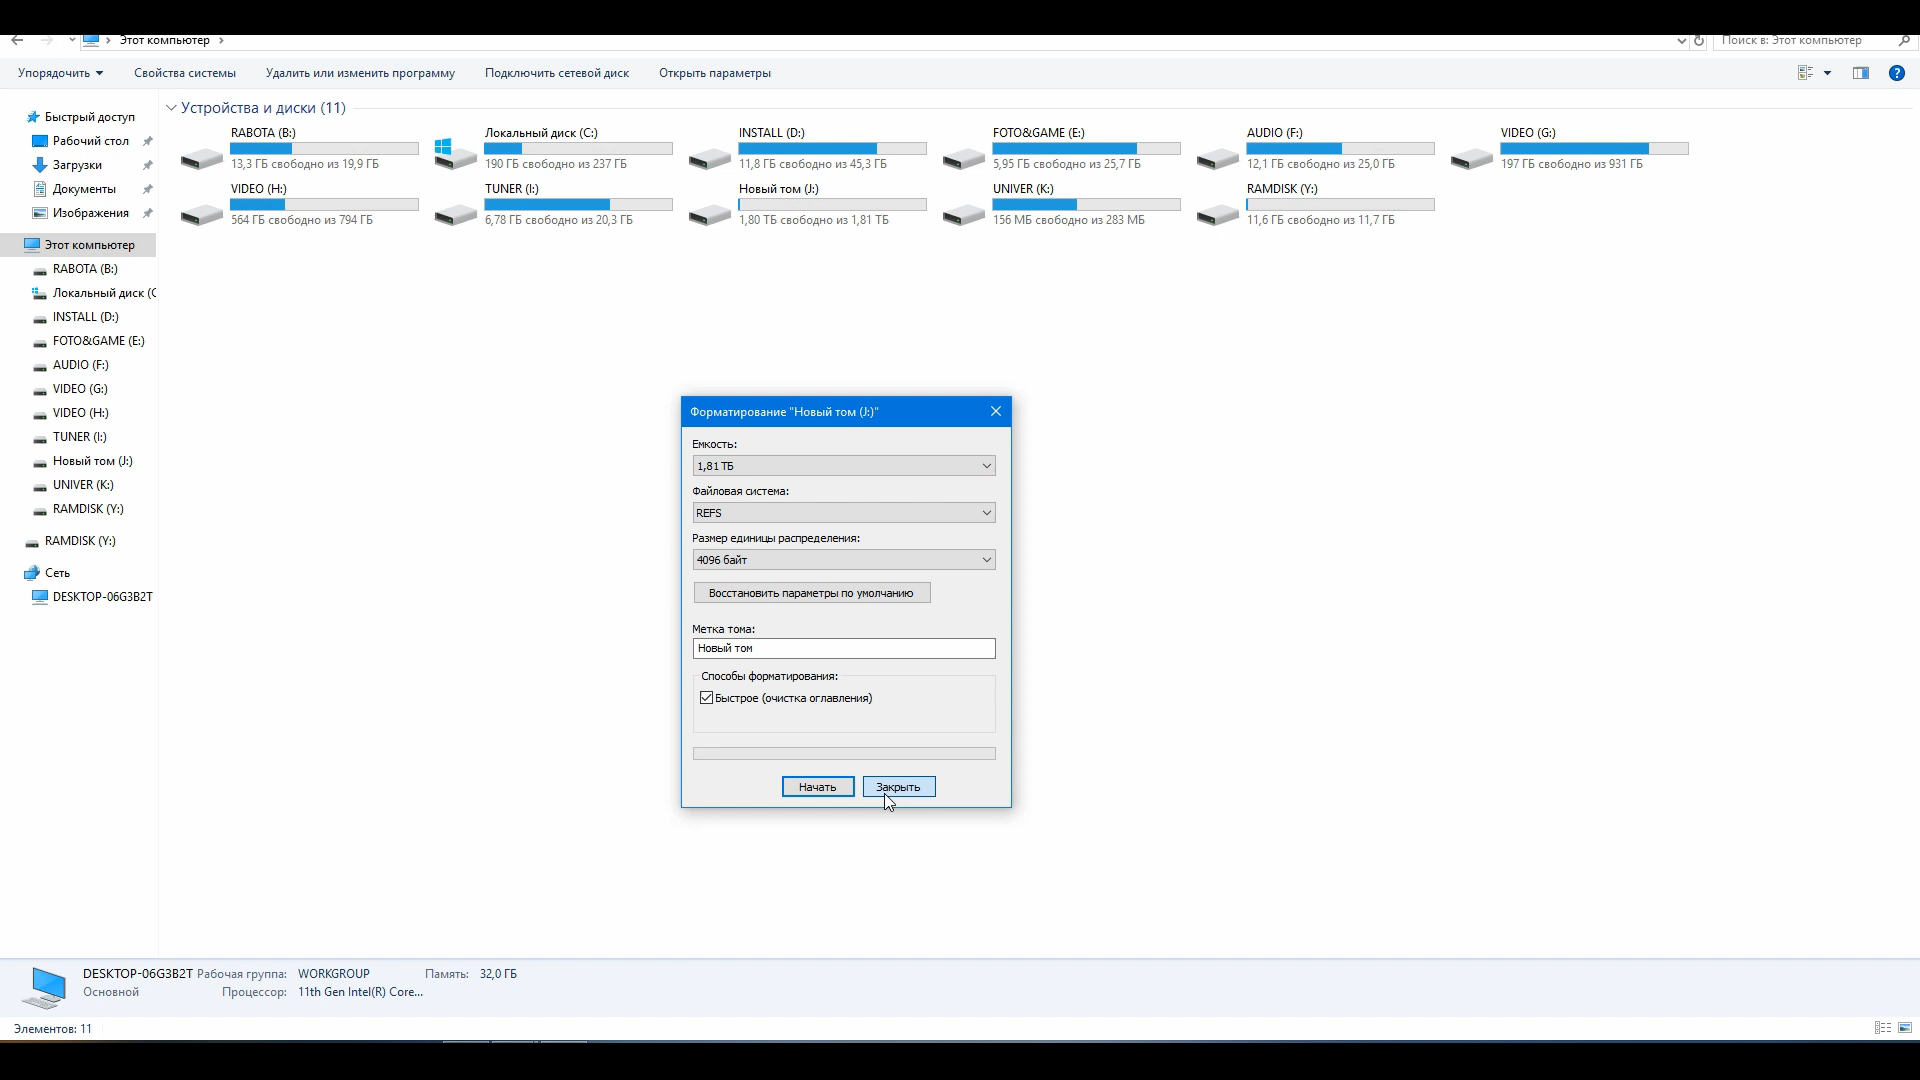 Этот компьютер
Поиск в: Этот компьютер
Упорядочить Свойства системы Удалить или изменить программу Подключить сетевой диск Открыть параметры
Быстрый доступ
Рабочий стол
Загрузки
Документы
Изображения
Этот компьютер
RABOTA (B:)
Локальный диск (C
INSTALL (D:)
FOTO&GAME (E:)
AUDIO (F:)
VIDEO (G:)
VIDEO (H:)
TUNER (I:)
Новый том (J:)
UNIVER (K:)
RAMDISK (Y:)
RAMDISK (Y:)
Сеть
DESKTOP-06G3B2T
Устройства и диски (11)
RABOTA (B:)
13,3 ГБ свободно из 19,9 ГБ
Локальный диск (C:)
190 ГБ свободно из 237 ГБ
INSTALL (D:)
11,8 ГБ свободно из 45,3 ГБ
FOTO&GAME (E:)
5,95 ГБ свободно из 25,7 ГБ
AUDIO (F:)
12,1 ГБ свободно из 25,0 ГБ
VIDEO (G:)
197 ГБ свободно из 931 ГБ
VIDEO (H:)
564 ГБ свободно из 794 ГБ
TUNER (I:)
6,78 ГБ свободно из 20,3 ГБ
Новый том (J:)
1,80 ТБ свободно из 1,81 ТБ
UNIVER (K:)
156 МБ свободно из 283 МБ
RAMDISK (Y:)
11,6 ГБ свободно из 11,7 ГБ
Форматирование "Новый том (J:)"
Емкость:
1,81 ТБ
Файловая система:
REFS
Размер единицы распределения:
4096 байт
Восстановить параметры по умолчанию
Метка тома:
Новый том
Способы форматирования:
Быстрое (очистка оглавления)
Начать Закрыть
DESKTOP-06G3B2T Рабочая группа: WORKGROUP Память: 32,0 ГБ
Основной Процессор: 11th Gen Intel(R) Core...
Элементов: 11